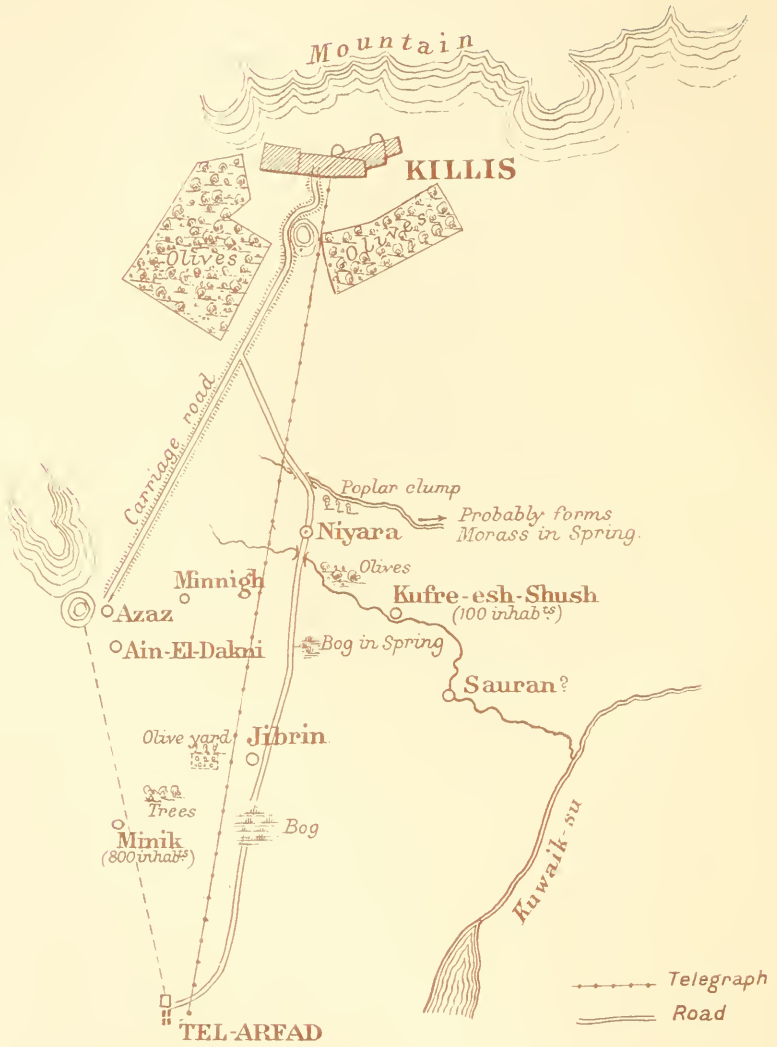 Mountain
KILLIS
Olives
Olives
Carriage road
Poplar clump
Probably forms
Morass in Spring.
Niyara
Olives
Minnigh
Kufre-esh-Shush
(100 inhabts.)
Azaz
Ain-El-Dakni
Bog in Spring
Sauran?
Olive yard
Jibrin
Trees
Bog
Minik
(800 inhabts.)
Kuwaik-su
Telegraph
Road
TEL-ARFAD